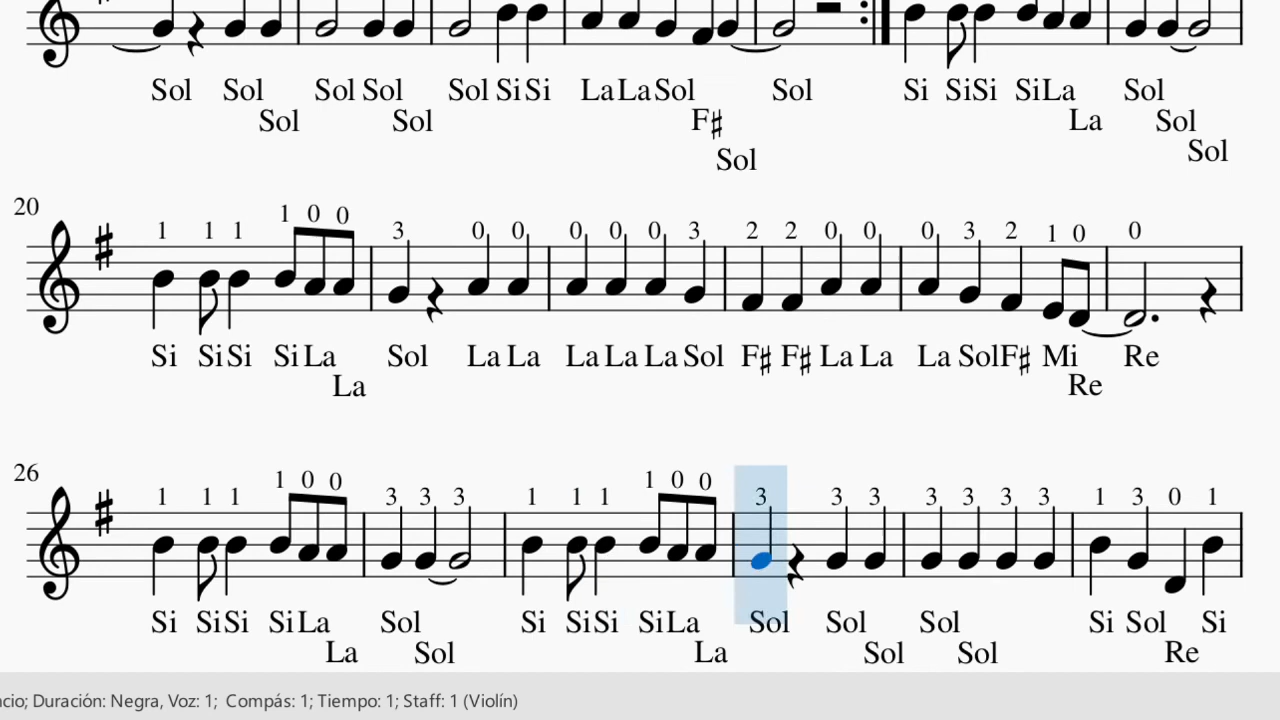 Sol Sol Sol Sol Sol Si Si La La Sol Sol Si Si Si Si La Sol
Sol Sol F♯ La Sol
Sol Sol
20
1 1 1 1 0 0 3 0 0 0 0 0 3 2 2 0 0 0 3 2 1 0 0
Si Si Si Si La Sol La La La La La Sol F♯ F♯ La La La Sol F♯ Mi Re
La Re
26
1 1 1 1 0 0 3 3 3 1 1 1 1 0 0 3 3 3 3 3 3 3 1 3 0 1
Si Si Si Si La Sol Si Si Si Si La Sol Sol Sol Si Sol Si
La Sol La Sol Sol Re
ncio; Duración: Negra, Voz: 1; Compás: 1; Tiempo: 1; Staff: 1 (Violín)